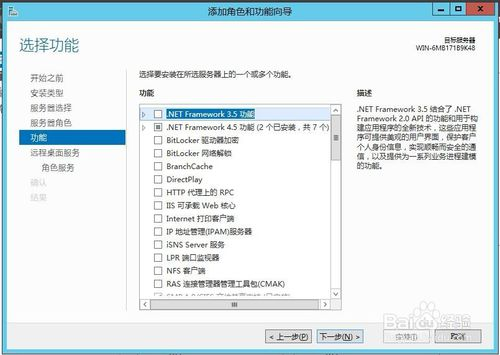 添加角色和功能向导
选择功能
目标服务器
WIN-6MB171B9K48
开始之前
安装类型
服务器选择
服务器角色
功能
远程桌面服务
角色服务
确认
结果
选择要安装在所选服务器上的一个或多个功能。
功能
.NET Framework 3.5 功能
.NET Framework 4.5 功能 (2 个已安装，共 7 个)
BitLocker 驱动器加密
BitLocker 网络解锁
BranchCache
DirectPlay
HTTP 代理上的 RPC
IIS 可承载 Web 核心
Internet 打印客户端
IP 地址管理(IPAM)服务器
iSNS Server 服务
LPR 端口监视器
NFS 客户端
RAS 连接管理器管理工具包(CMAK)
描述
.NET Framework 3.5 结合了 .NET
Framework 2.0 API 的功能和用于构
建应用程序的全新技术，这些应用程序
可提供美观的用户界面，保护客户
个人身份信息，实现顺畅而安全的通
信，以及提供为一系列业务进程建模
的功能。
< 上一步(P)
下一步(N) >
安装(I)
取消
Baidu经验